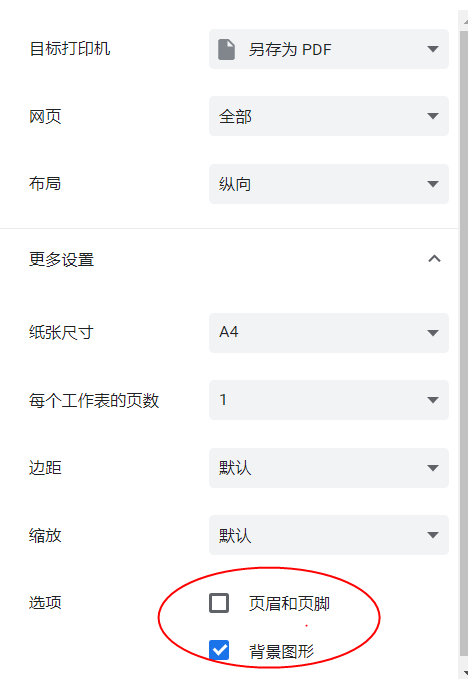 目标打印机 另存为 PDF
网页 全部
布局 纵向
更多设置
纸张尺寸 A4
每个工作表的页数 1
边距 默认
缩放 默认
选项 页眉和页脚
背景图形